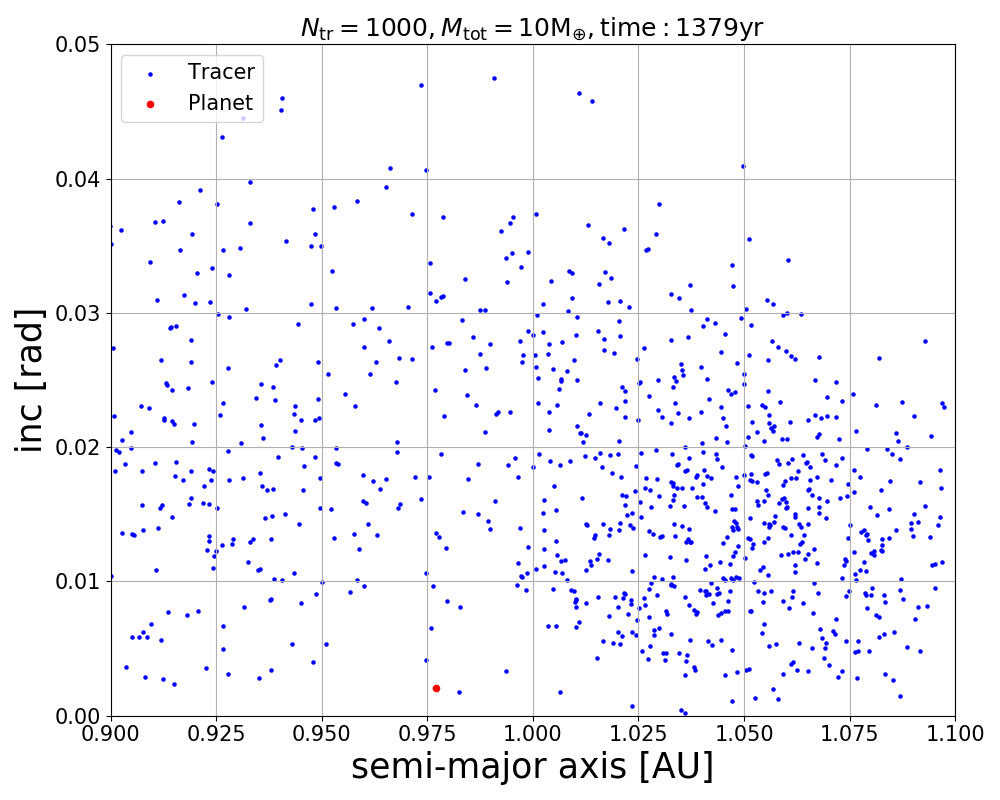 N_tr = 1000, M_tot = 10M_⊕, time : 1379yr
0.05
Tracer
Planet
0.04
0.03
inc [rad]
0.02
0.01
0.00
0.900 0.925 0.950 0.975 1.000 1.025 1.050 1.075 1.100
semi-major axis [AU]